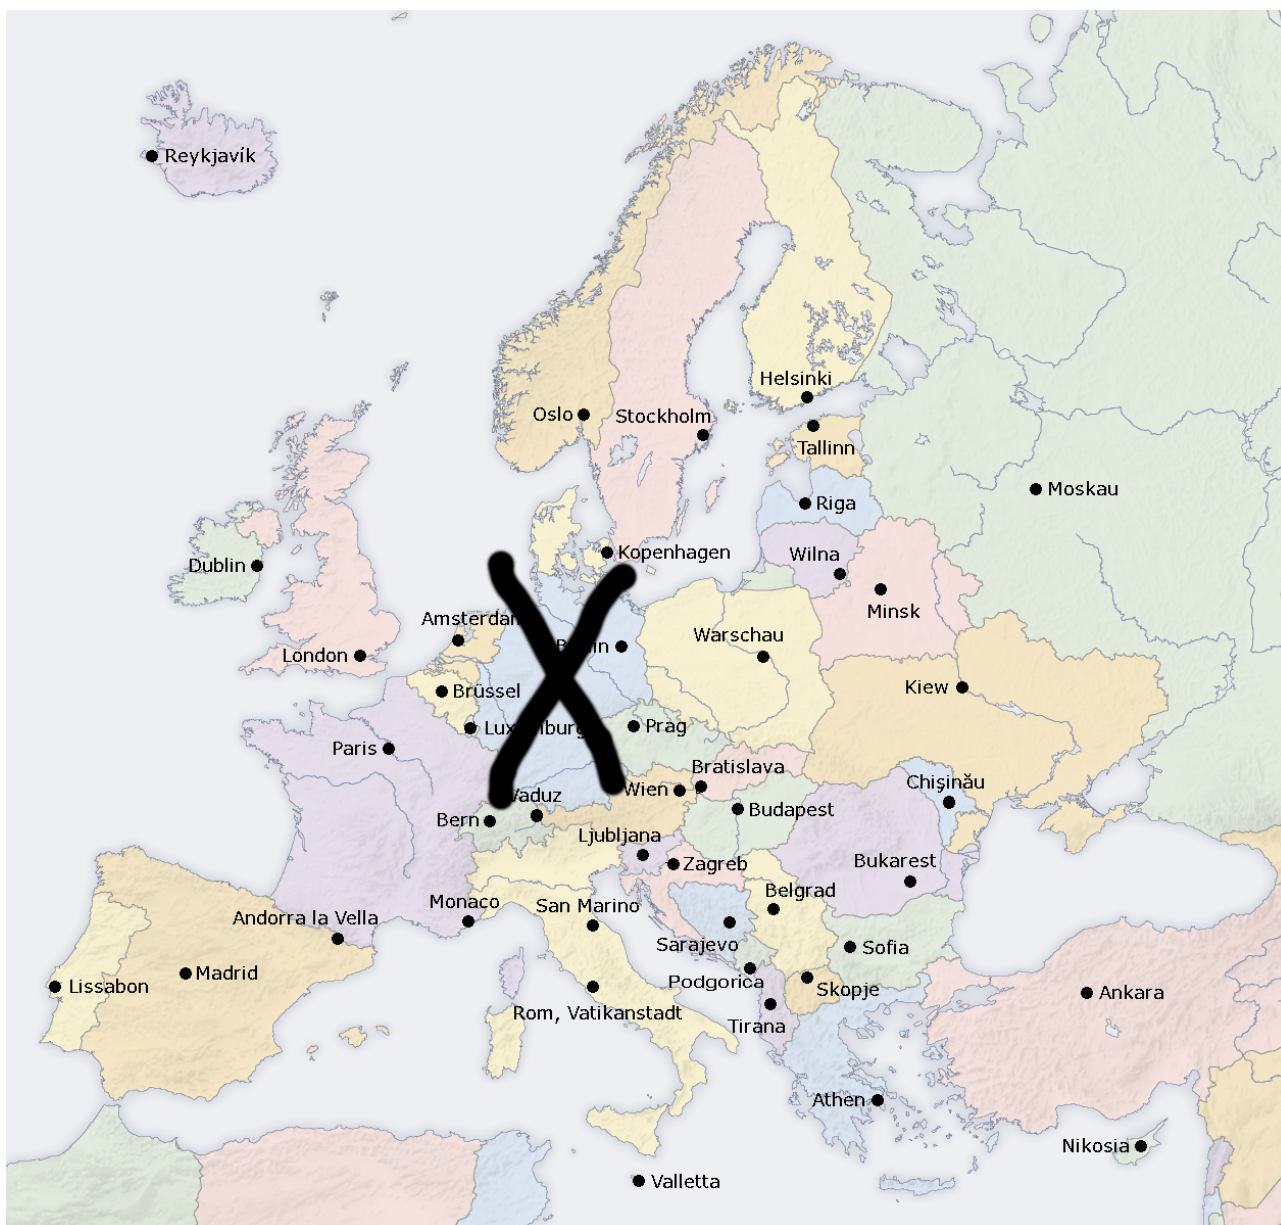 Reykjavík
Helsinki
Oslo
Stockholm
Tallinn
Moskau
Riga
Kopenhagen
Wilna
Dublin
Minsk
Amsterdam
Warschau
London
Kiew
Brüssel
Prag
Paris
Bratislava
Chişinău
Wien
Vaduz
Budapest
Bern
Ljubljana
Zagreb
Bukarest
Belgrad
Monaco
San Marino
Andorra la Vella
Sarajevo
Sofia
Madrid
Podgorica
Lissabon
Skopje
Ankara
Rom, Vatikanstadt
Tirana
Athen
Nikosia
Valletta